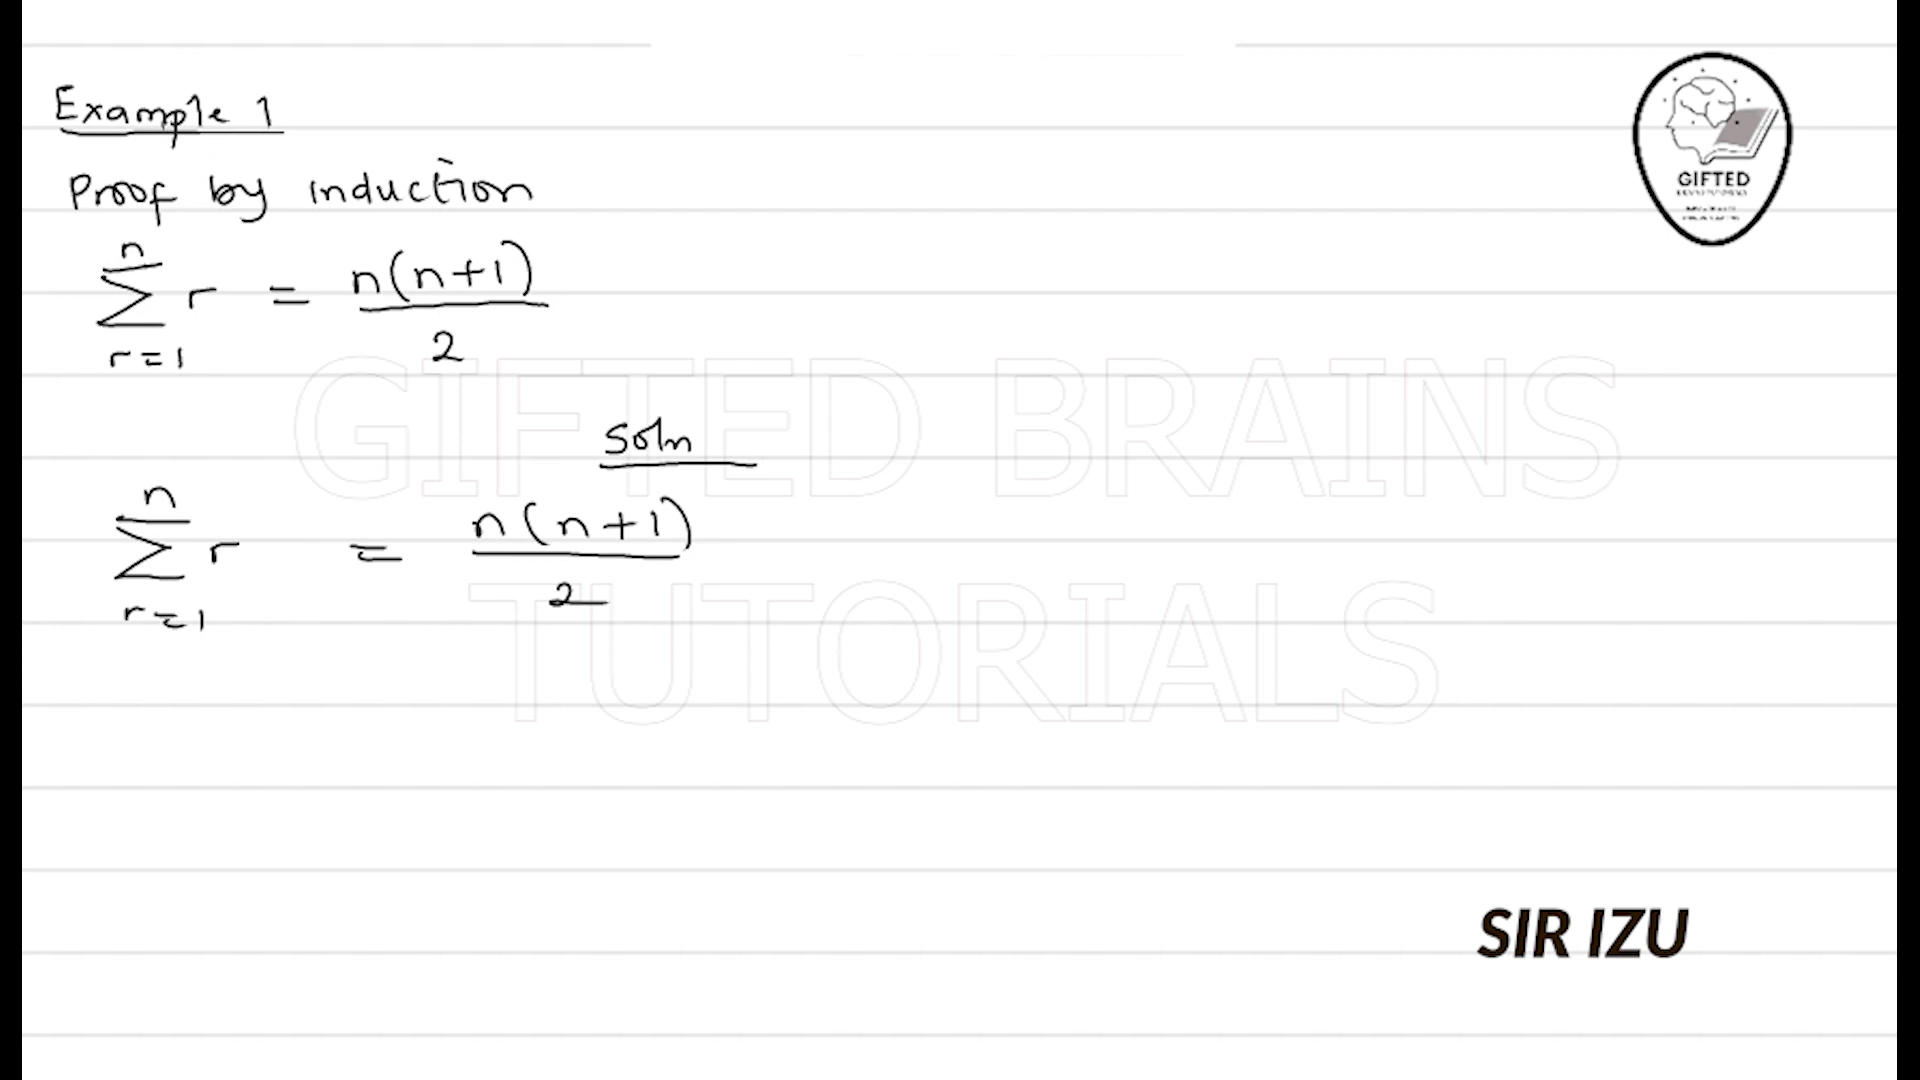 Example 1
Proof by induction
n
∑ r = n(n+1)
r=1 2
soln
n
∑ r = n(n+1)
r=1 2
GIFTED BRAINS
TUTORIALS
GIFTED
SIR IZU